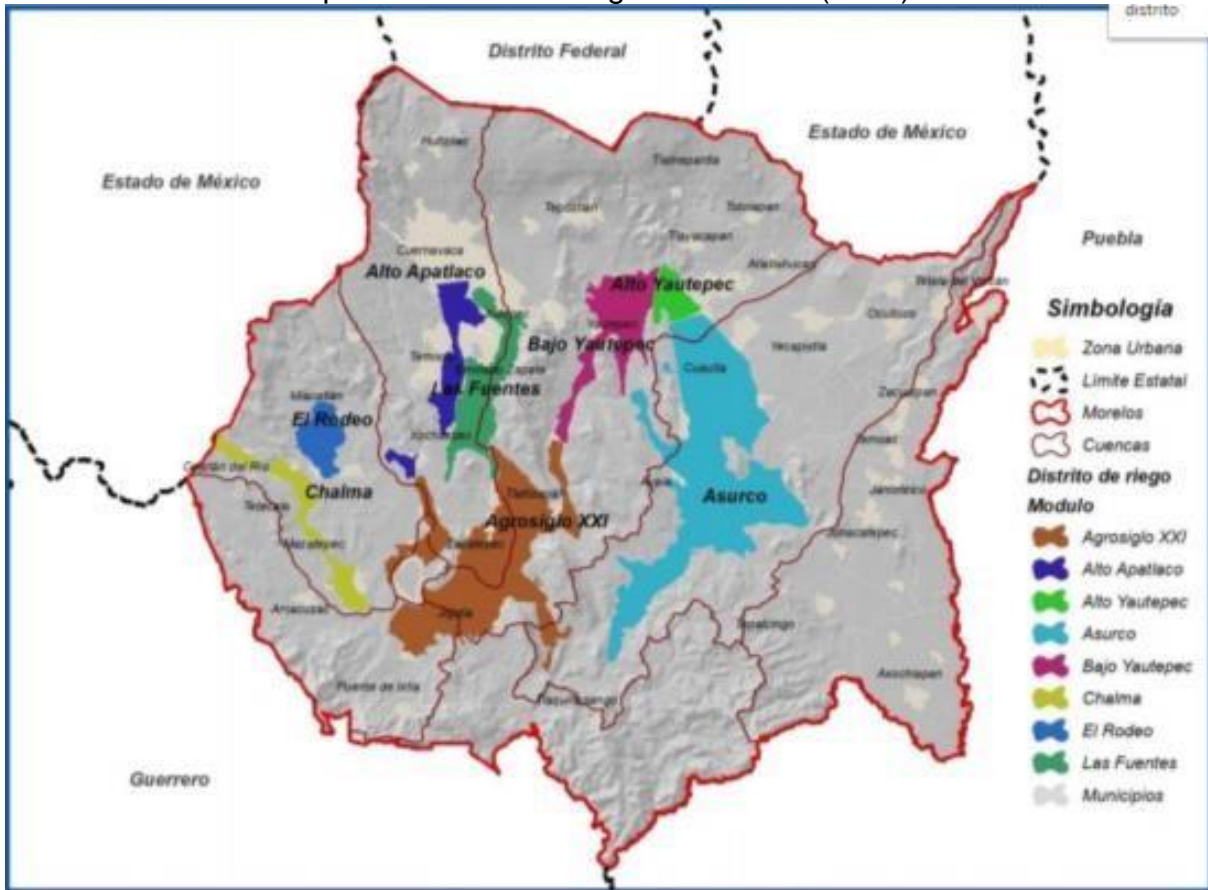 distrito
Distrito Federal
Estado de México
Estado de México
Puebla
Guerrero
Huitzilac
Tlalnepantla
Tepoztlán
Totolapan
Tlayacapan
Cuernavaca
Atlatlahucan
Alto Apatlaco
Alto Yautepec
Ocuituco
Bajo Yautepec
Yecapixtla
Emiliano Zapata
Cuautla
Las Fuentes
Zacualpan
Miacatlán
El Rodeo
Temoac
Coatlán del Río
Chalma
Tetecala
Tlaltizapán
Ayala
Asurco
Jantetelco
Agrosiglo XXI
Mazatepec
Zacatepec
Jonacatepec
Amacuzac
Jojutla
Tepalcingo
Puente de Ixtla
Axochiapan
Simbología
Zona Urbana
Limite Estatal
Morelos
Cuencas
Distrito de riego
Modulo
Agrosiglo XXI
Alto Apatlaco
Alto Yautepec
Asurco
Bajo Yautepec
Chalma
El Rodeo
Las Fuentes
Municipios